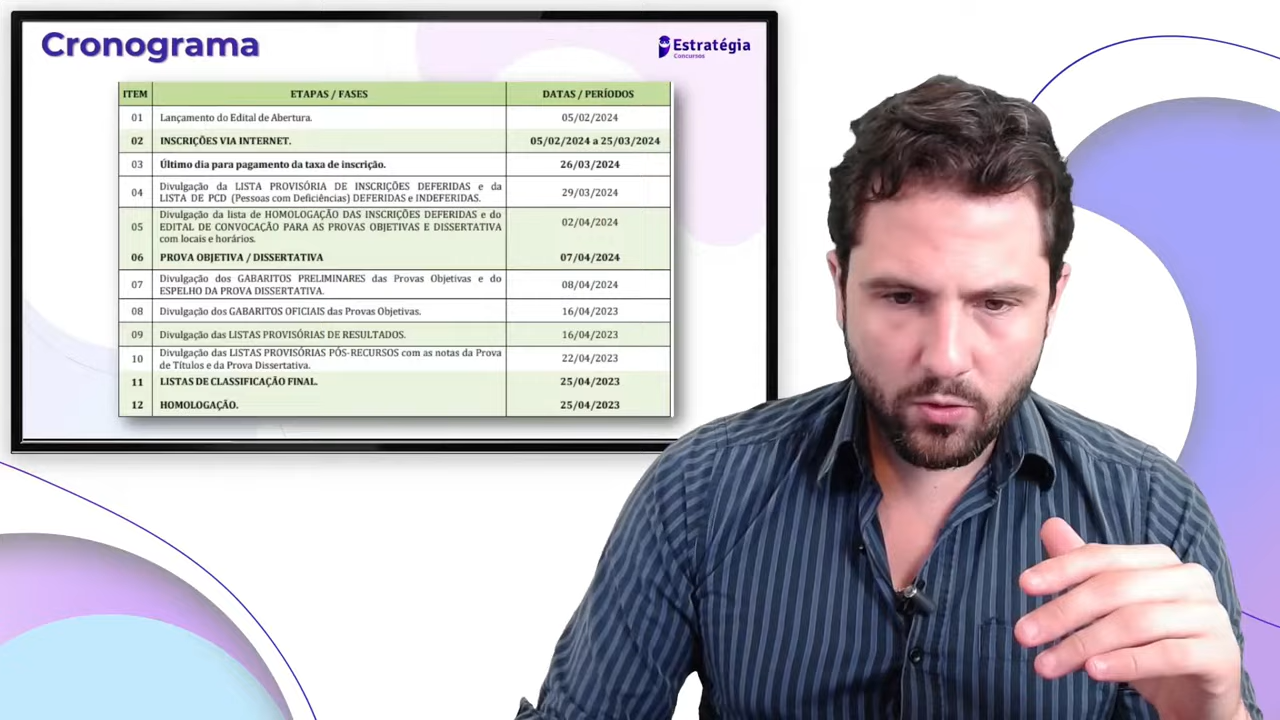 Cronograma
Estratégia
Concursos
ITEM ETAPAS / FASES DATAS / PERÍODOS
01 Lançamento do Edital de Abertura. 05/02/2024
02 INSCRIÇÕES VIA INTERNET. 05/02/2024 a 25/03/2024
03 Último dia para pagamento da taxa de inscrição. 26/03/2024
04 Divulgação da LISTA PROVISÓRIA DE INSCRIÇÕES DEFERIDAS e da
LISTA DE PCD (Pessoas com Deficiências) DEFERIDAS e INDEFERIDAS. 29/03/2024
05 Divulgação da lista de HOMOLOGAÇÃO DAS INSCRIÇÕES DEFERIDAS e do
EDITAL DE CONVOCAÇÃO PARA AS PROVAS OBJETIVAS E DISSERTATIVA
com locais e horários. 02/04/2024
06 PROVA OBJETIVA / DISSERTATIVA 07/04/2024
07 Divulgação dos GABARITOS PRELIMINARES das Provas Objetivas e do
ESPELHO DA PROVA DISSERTATIVA. 08/04/2024
08 Divulgação dos GABARITOS OFICIAIS das Provas Objetivas. 16/04/2023
09 Divulgação das LISTAS PROVISÓRIAS DE RESULTADOS. 16/04/2023
10 Divulgação das LISTAS PROVISÓRIAS PÓS-RECURSOS com as notas da Prova
de Títulos e da Prova Dissertativa. 22/04/2023
11 LISTAS DE CLASSIFICAÇÃO FINAL. 25/04/2023
12 HOMOLOGAÇÃO. 25/04/2023